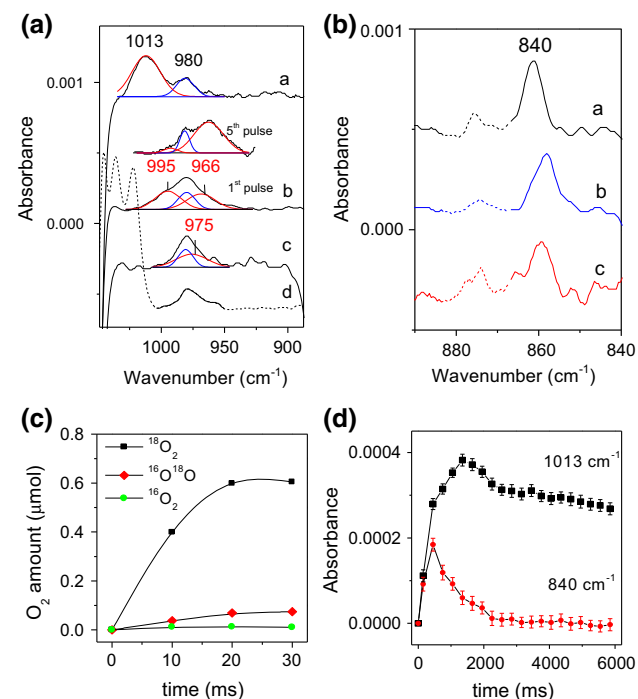 (a)
1013
980
a
0.001
5th pulse
995 966
b
1st pulse
975
0.000
c
d
Absorbance
1000 950 900
Wavenumber (cm-1)
(b)
0.001
840
a
b
0.000
c
Absorbance
880 860 840
Wavenumber (cm-1)
(c)
0.8
18O2
16O18O
16O2
0.6
0.4
0.2
0.0
O2 amount (μmol)
0 10 20 30
time (ms)
(d)
0.0004
1013 cm-1
0.0002
840 cm-1
0.0000
Absorbance
0 2000 4000 6000
time (ms)